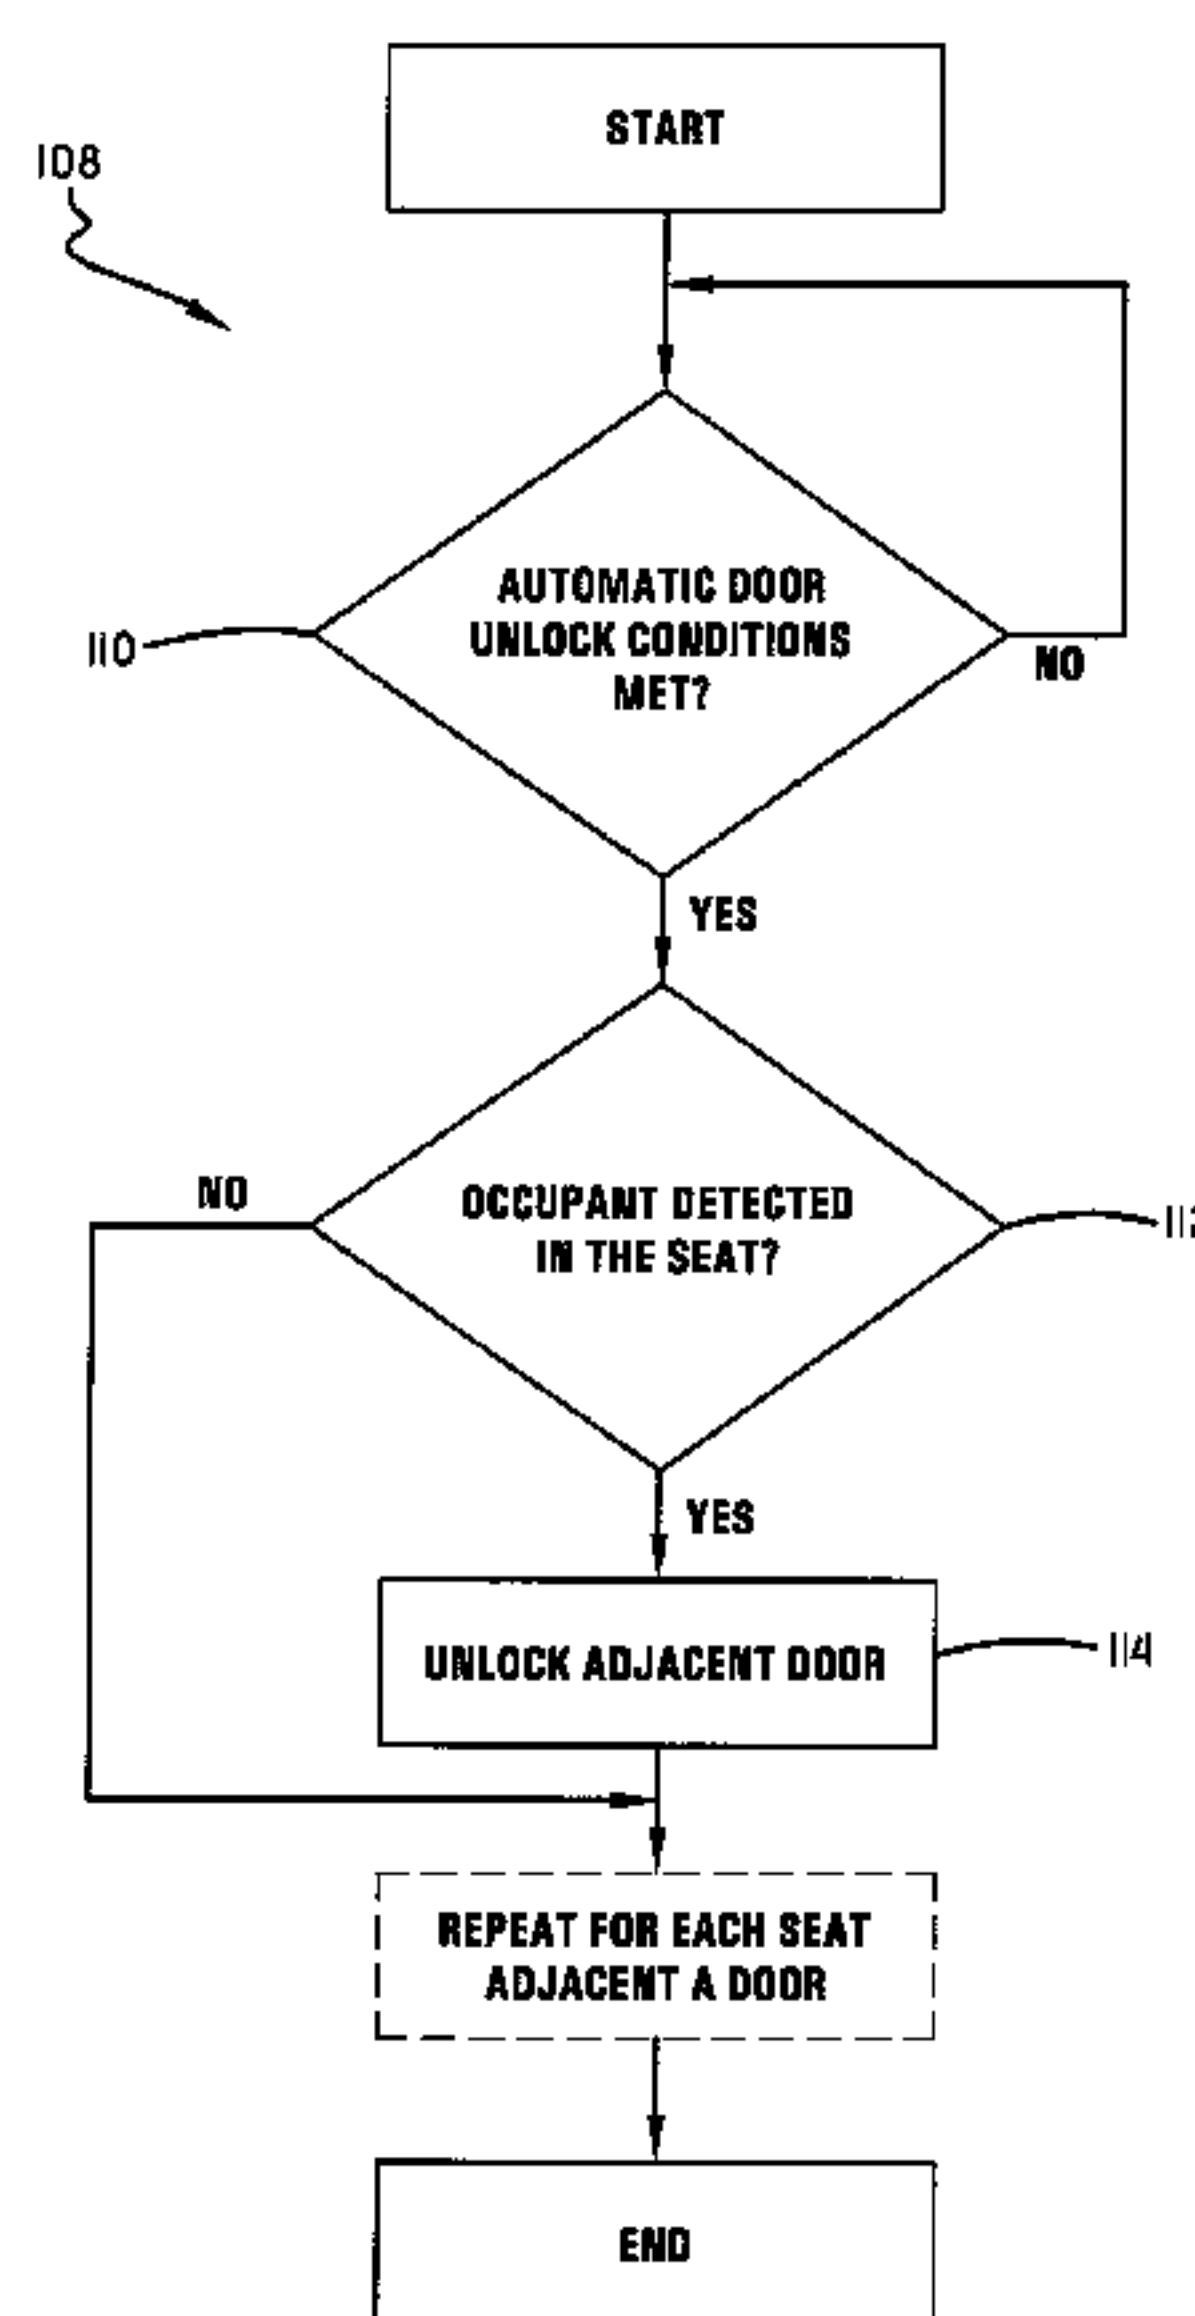 START
108
AUTOMATIC DOOR
UNLOCK CONDITIONS
MET?
110
NO
YES
NO
OCCUPANT DETECTED
IN THE SEAT?
YES
UNLOCK ADJACENT DOOR
114
REPEAT FOR EACH SEAT
ADJACENT A DOOR
END